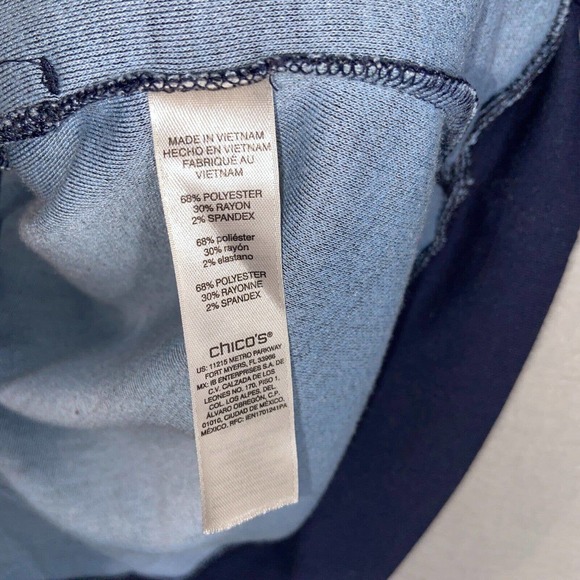 MADE IN VIETNAM
HECHO EN VIETNAM
FABRIQUÉ AU
VIETNAM
68% POLYESTER
30% RAYON
2% SPANDEX
68% poliéster
30% rayón
2% elastano
68% POLYESTER
30% RAYONNE
2% SPANDEX
chico's®
US: 11215 METRO PARKWAY
FORT MYERS, FL 33966
MX: IB ENTERPRISES S.A. DE
C.V. CALZADA DE LOS
LEONES NO. 170, PISO 1,
COL. LOS ALPES, DEL.
ÁLVARO OBREGÓN, C.P.
01010, CIUDAD DE MÉXICO,
MÉXICO. RFC: IEN1701241PA